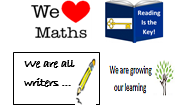 We ❤
Maths
Reading
Is the
Key!
We are all
writers ...
We are growing
our learning